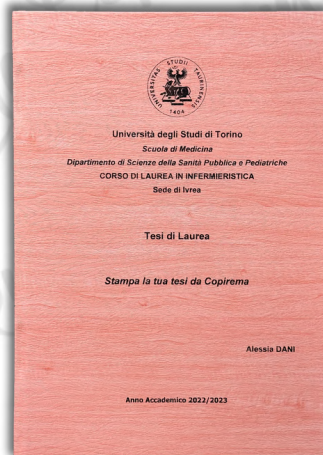 UNIVERSITAS STUDII TAURINENSIS
1404
Università degli Studi di Torino
Scuola di Medicina
Dipartimento di Scienze della Sanità Pubblica e Pediatriche
CORSO DI LAUREA IN INFERMIERISTICA
Sede di Ivrea
Tesi di Laurea
Stampa la tua tesi da Copirema
Alessia DANI
Anno Accademico 2022/2023